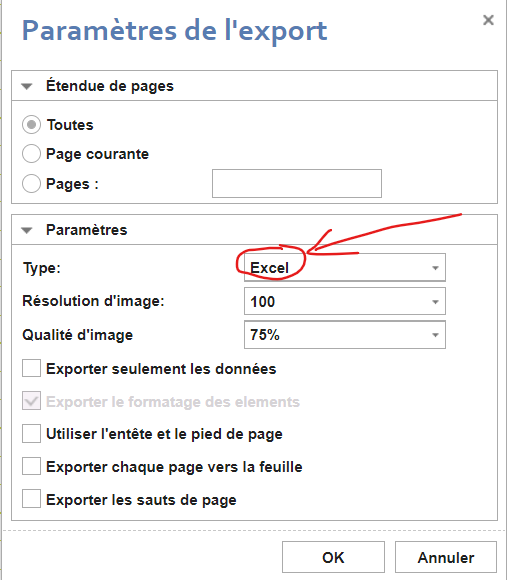 Paramètres de l'export
Étendue de pages
Toutes
Page courante
Pages :
Paramètres
Type: Excel
Résolution d'image: 100
Qualité d'image 75%
Exporter seulement les données
Exporter le formatage des elements
Utiliser l'entête et le pied de page
Exporter chaque page vers la feuille
Exporter les sauts de page
OK Annuler